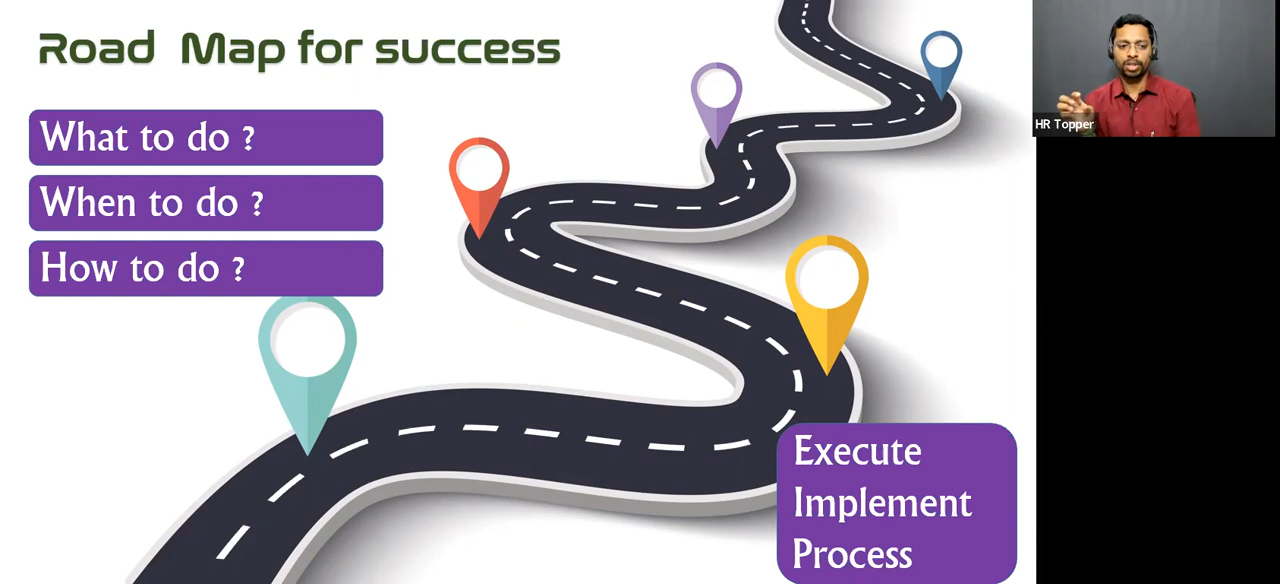 Road Map for success
What to do ?
When to do ?
How to do ?
Execute
Implement
Process
HR Topper